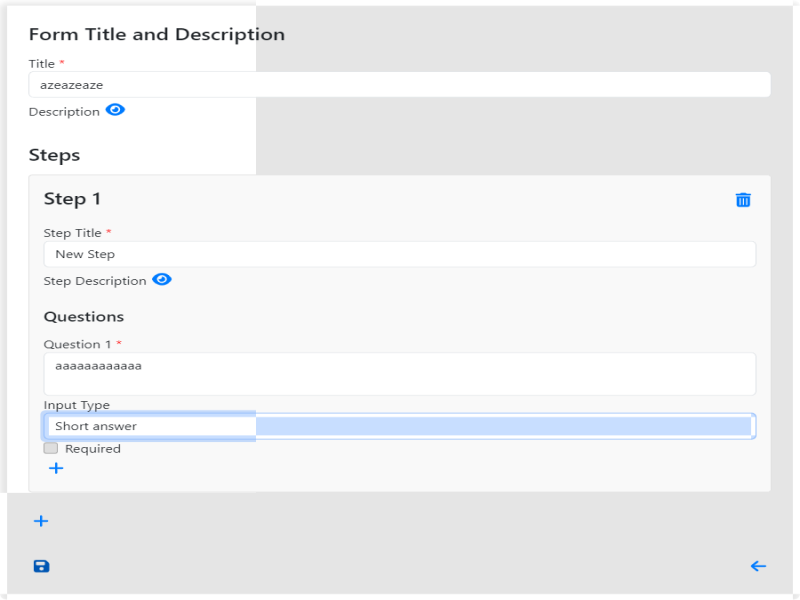 Form Title and Description
Title *
azeazeaze
Description
Steps
Step 1
Step Title *
New Step
Step Description
Questions
Question 1 *
aaaaaaaaaaaa
Input Type
Short answer
Required